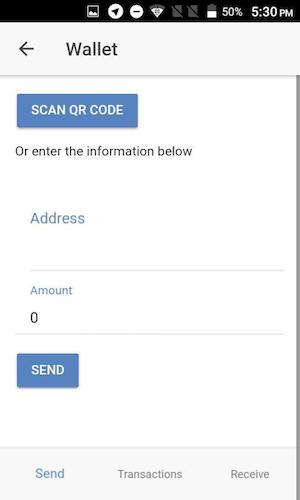 50% 5:30 PM
Wallet
SCAN QR CODE
Or enter the information below
Address
Amount
0
SEND
Send Transactions Receive